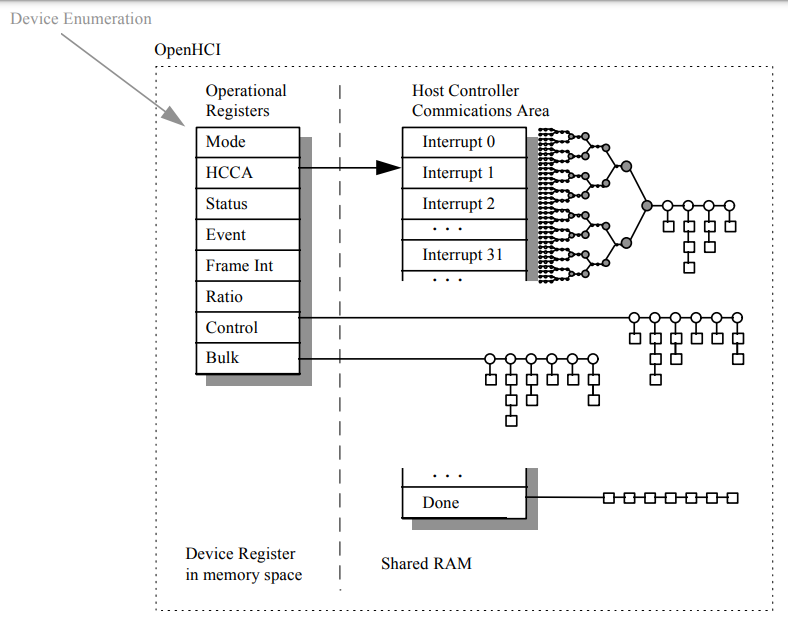 Device Enumeration
OpenHCI
Operational
Registers
Host Controller
Commications Area
Mode
HCCA
Status
Event
Frame Int
Ratio
Control
Bulk
Interrupt 0
Interrupt 1
Interrupt 2
. . .
Interrupt 31
. . .
. . .
Done
Device Register
in memory space
Shared RAM